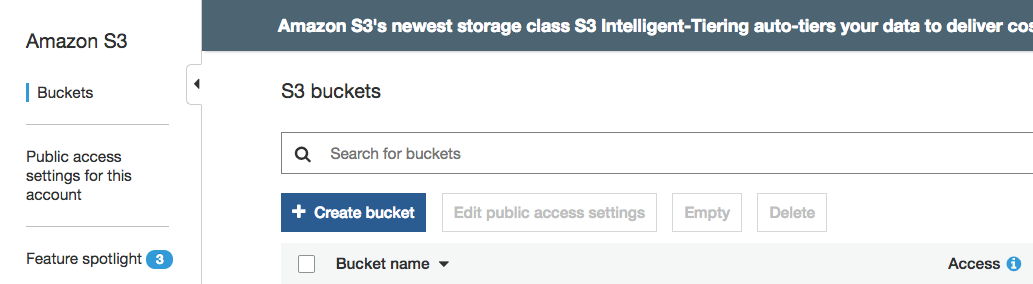 Amazon S3's newest storage class S3 Intelligent-Tiering auto-tiers your data to deliver
Amazon S3
Buckets
Public access
settings for this
account
Feature spotlight 3
S3 buckets
Search for buckets
+ Create bucket Edit public access settings Empty Delete
Bucket name Access i